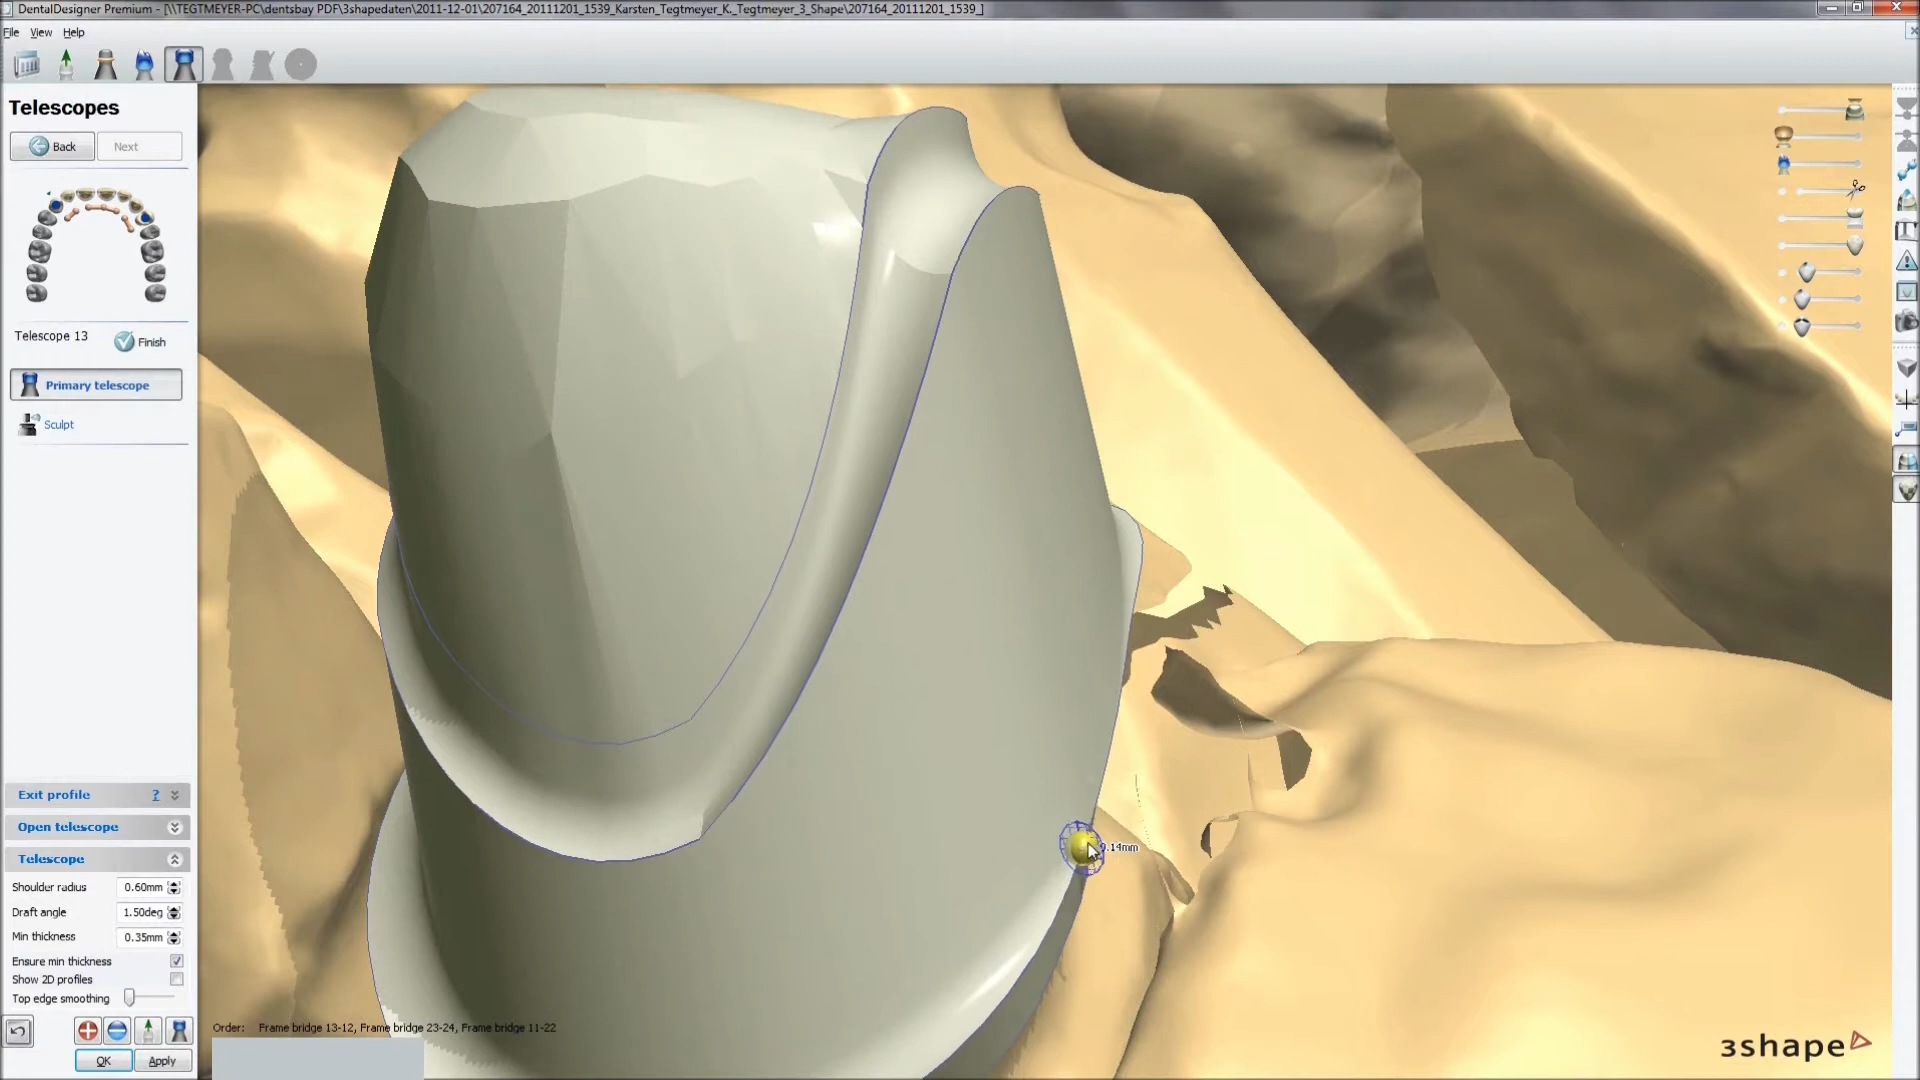 DentalDesigner Premium - [\\TEGTMEYER-PC\dentsbay PDF\3shapedaten\2011-12-01\207164_20111201_1539_Karsten_Tegtmeyer_K._Tegtmeyer_3_Shape\207164_20111201_1539_]
File View Help
Telescopes
Back Next
Telescope 13 Finish
Primary telescope
Sculpt
Exit profile ?
Open telescope
Telescope
Shoulder radius 0.60mm
Draft angle 1.50deg
Min thickness 0.35mm
Ensure min thickness
Show 2D profiles
Top edge smoothing
OK Apply
9.14mm
Order: Frame bridge 13-12, Frame bridge 23-24, Frame bridge 11-22
3shape